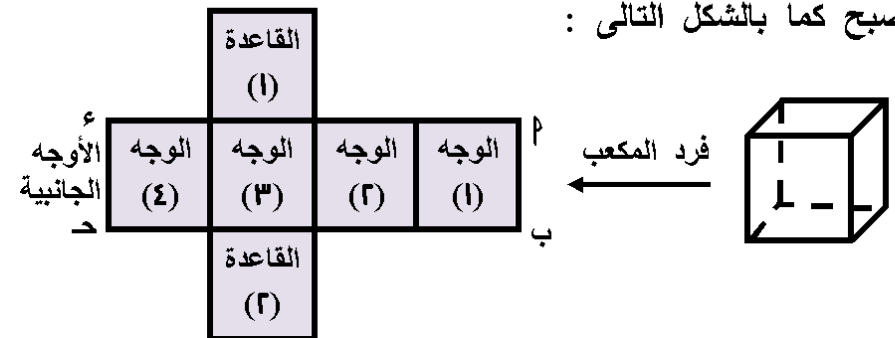 صبح كما بالشكل التالى :
القاعدة
(١)
فرد المكعب
م
ب
الوجه
(١)
الوجه
(٢)
الوجه
(٣)
الوجه
(٤)
ء
الأوجه
الجانبية
حـ
القاعدة
(٢)